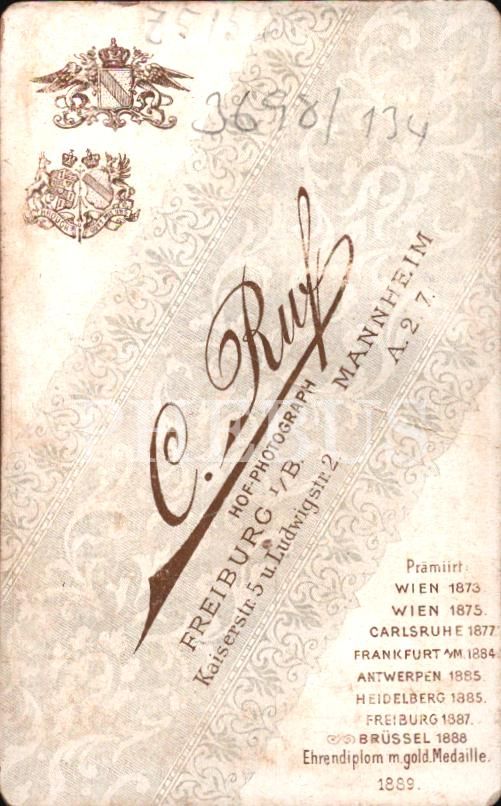 3698/134
C. Ruf
HOF-PHOTOGRAPH
FREIBURG I/B. MANNHEIM
Kaiserstr. 5 u. Ludwigstr. 2 A. 2 7.
PHEBUS
Prämiirt:
WIEN 1873
WIEN 1875.
CARLSRUHE 1877
FRANKFURT A/M. 1884
ANTWERPEN 1885.
HEIDELBERG 1885.
FREIBURG 1887.
BRÜSSEL 1888
Ehrendiplom m. gold. Medaille.
1889.